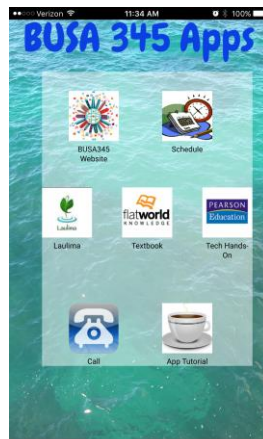 Verizon 11:34 AM 100%
BUSA 345 Apps
BUSA345
Website
Schedule
Laulima
flatworld
KNOWLEDGE
PEARSON
Education
Laulima
Textbook
Tech Hands-
On
Call
App Tutorial